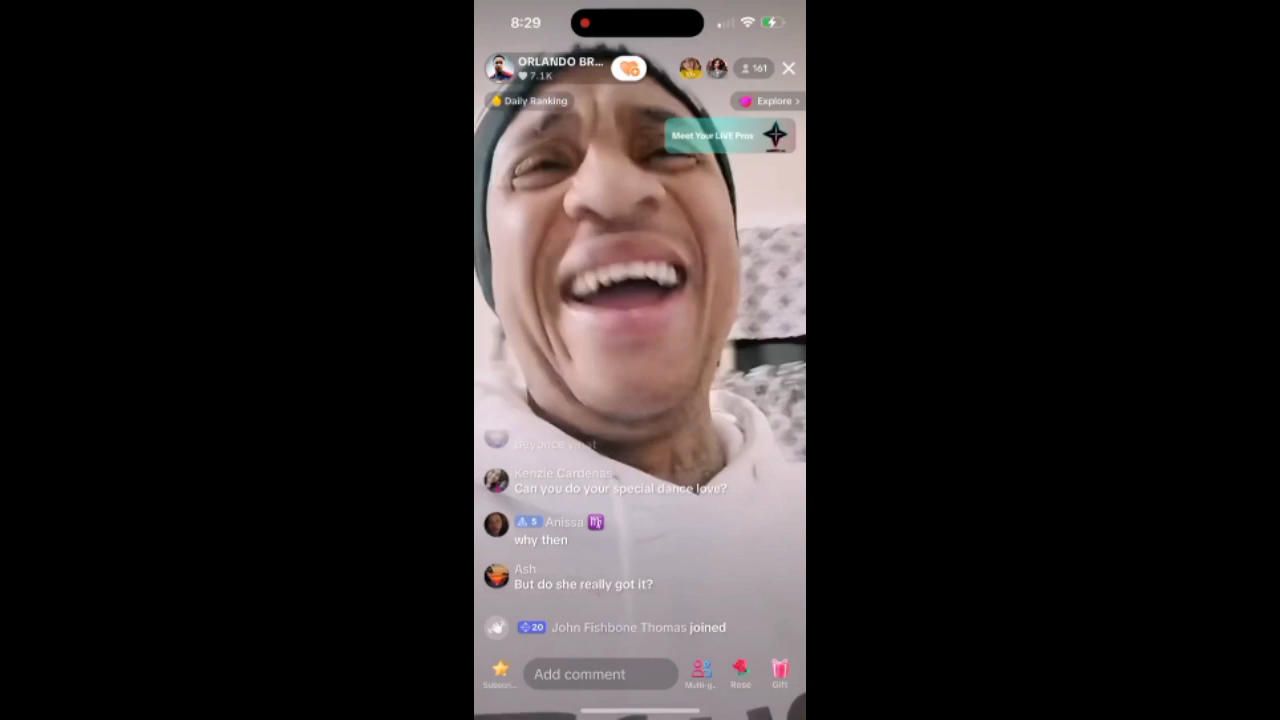 8:29
ORLANDO BR...
7.1K
161
Daily Ranking
Explore >
Meet Your LIVE Pros
Kenzie Cardenas
Can you do your special dance love?
5 Anissa ♍
why then
Ash
But do she really got it?
20 John Fishbone Thomas joined
Add comment
Subscri...
Multi-g..
Rose
Gift